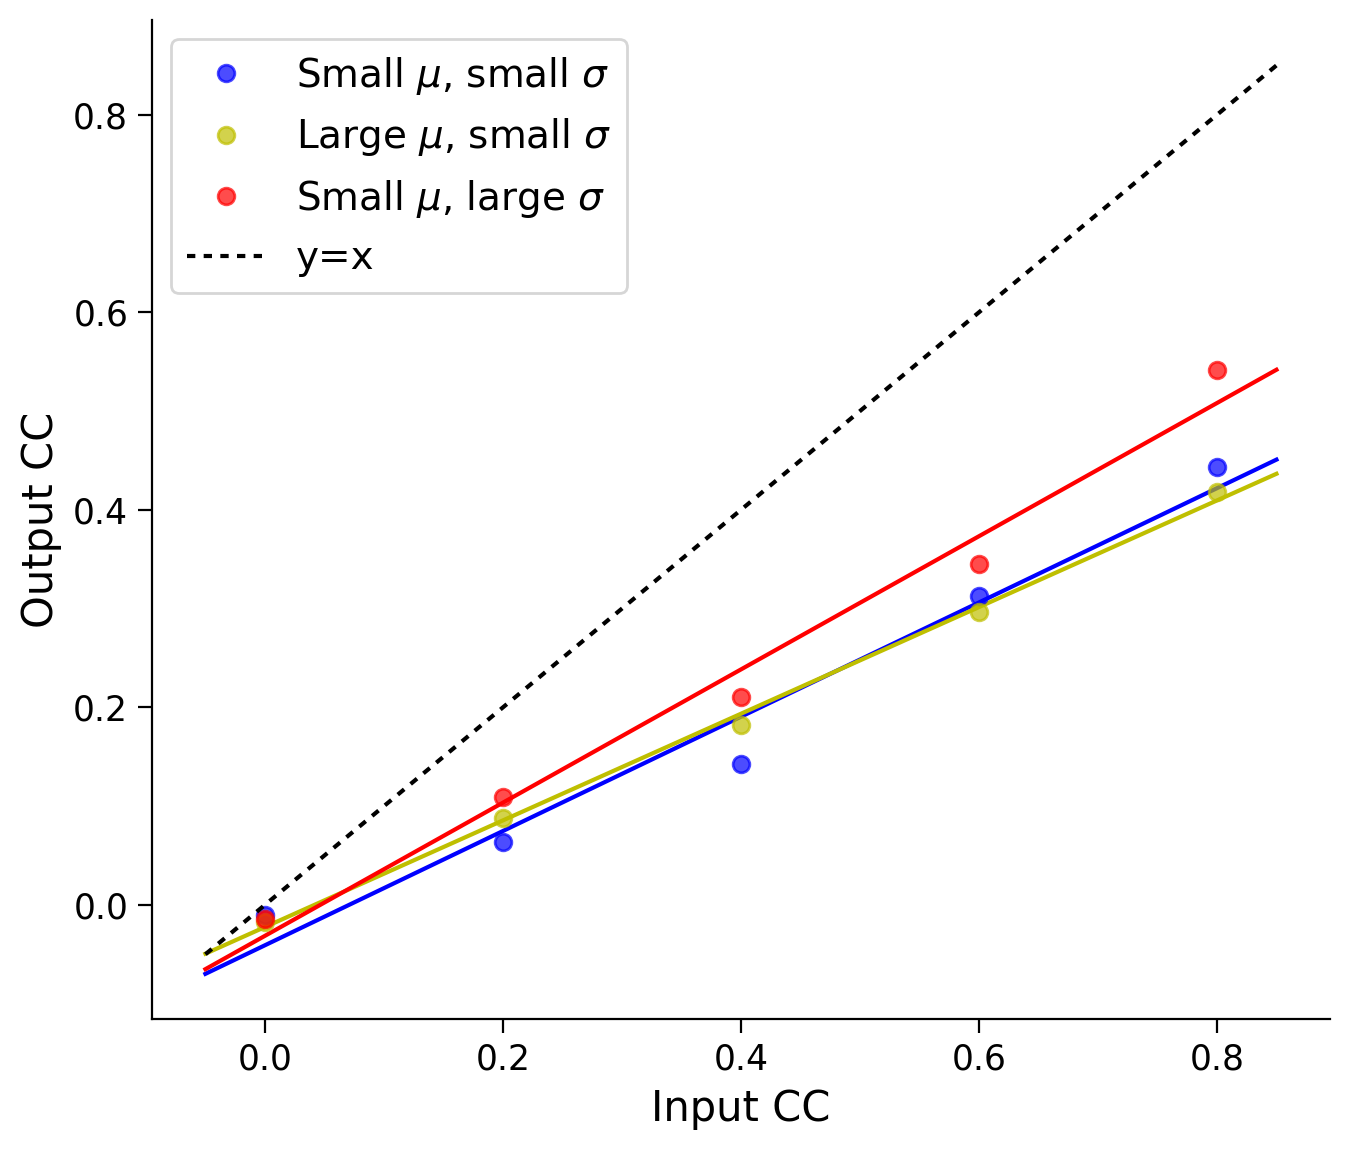 Small μ, small σ
Large μ, small σ
Small μ, large σ
y=x
0.8
0.6
0.4
0.2
0.0
Output CC
0.0 0.2 0.4 0.6 0.8
Input CC